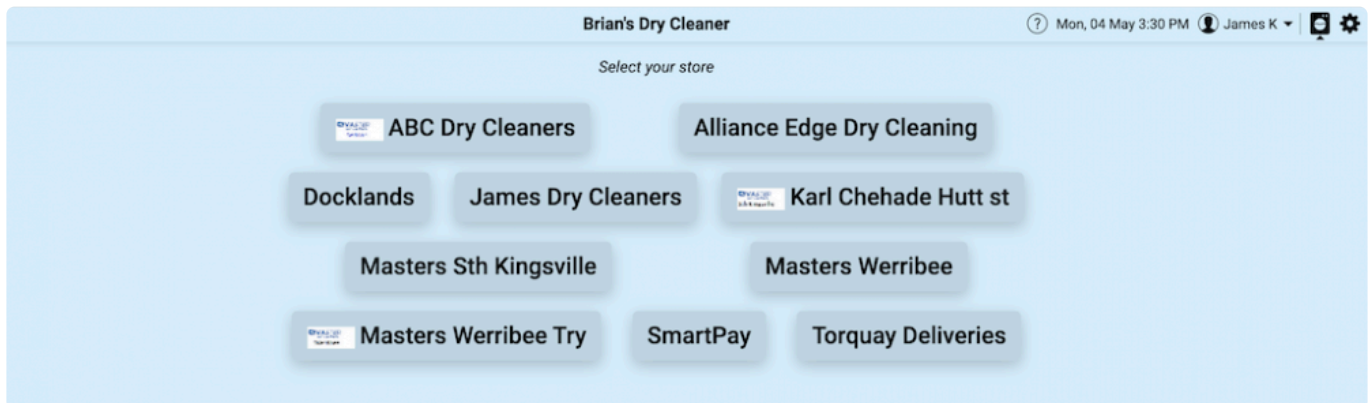 Brian's Dry Cleaner
? Mon, 04 May 3:30 PM James K
Select your store
ABC Dry Cleaners Alliance Edge Dry Cleaning
Docklands James Dry Cleaners Karl Chehade Hutt st
Masters Sth Kingsville Masters Werribee
Masters Werribee Try SmartPay Torquay Deliveries